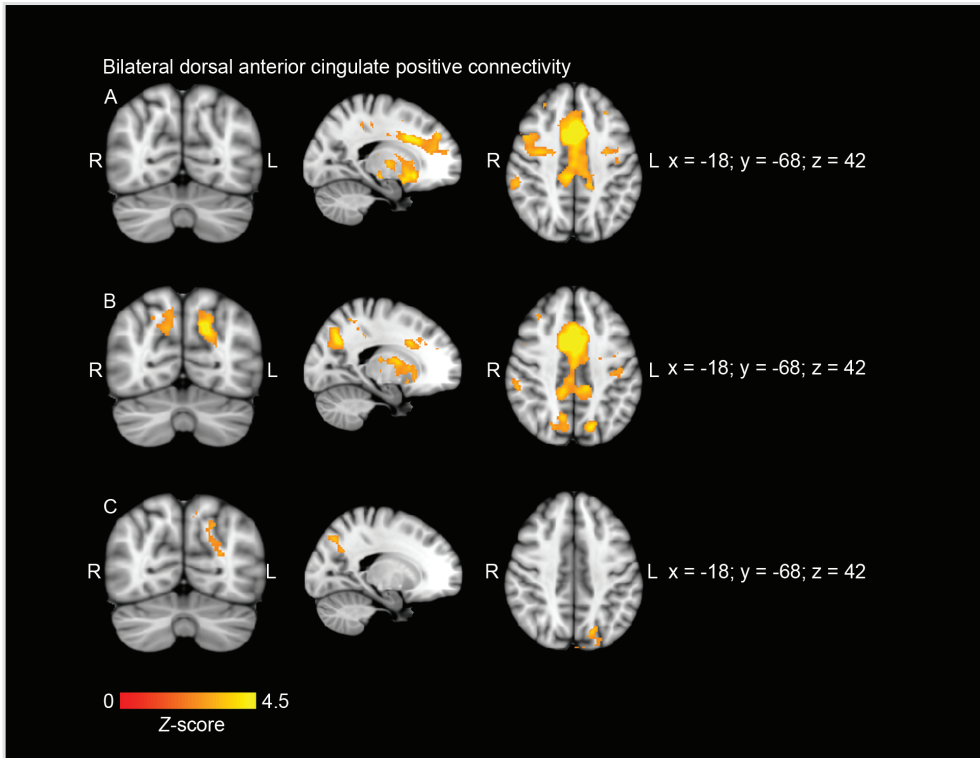 Bilateral dorsal anterior cingulate positive connectivity
A
R L R L x = -18; y = -68; z = 42
B
R L R L x = -18; y = -68; z = 42
C
R L R L x = -18; y = -68; z = 42
0 4.5
Z-score